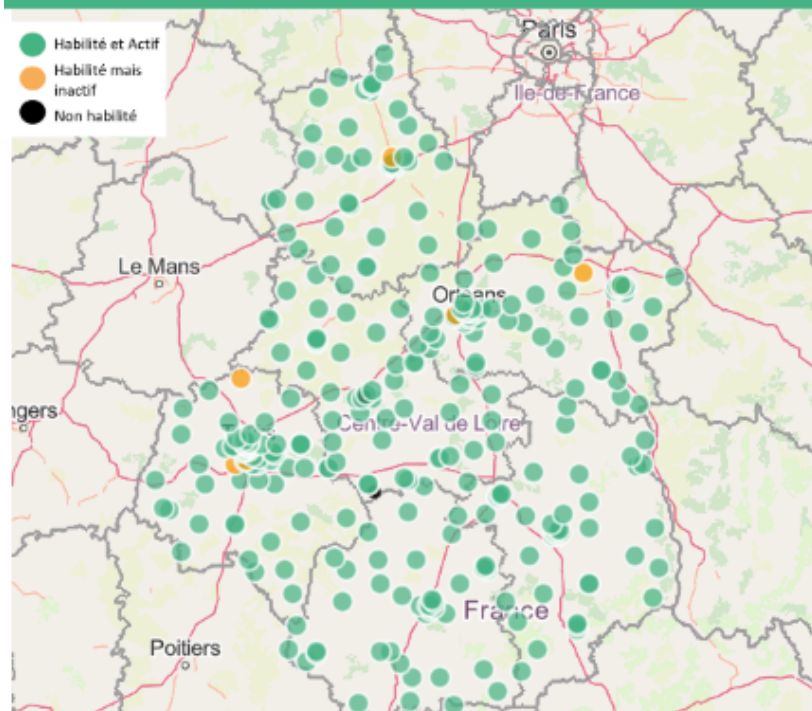 Paris
Habilité et Actif
Habilité mais
inactif
Ile-de-France
Non habilité
Le Mans
Orléans
ngers
Centre-Val de Loire
France
Poitiers